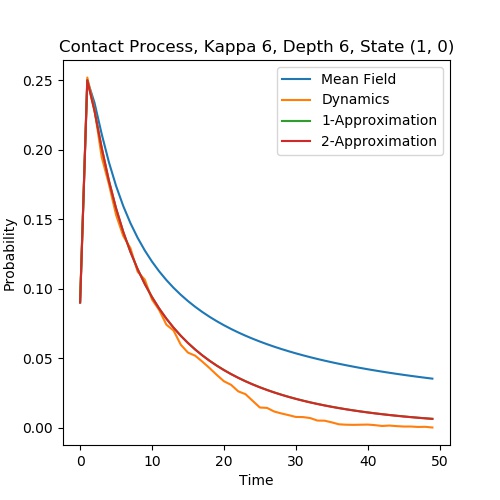 Contact Process, Kappa 6, Depth 6, State (1, 0)
Mean Field
Dynamics
1-Approximation
2-Approximation
Probability
0.25
0.20
0.15
0.10
0.05
0.00
0 10 20 30 40 50
Time